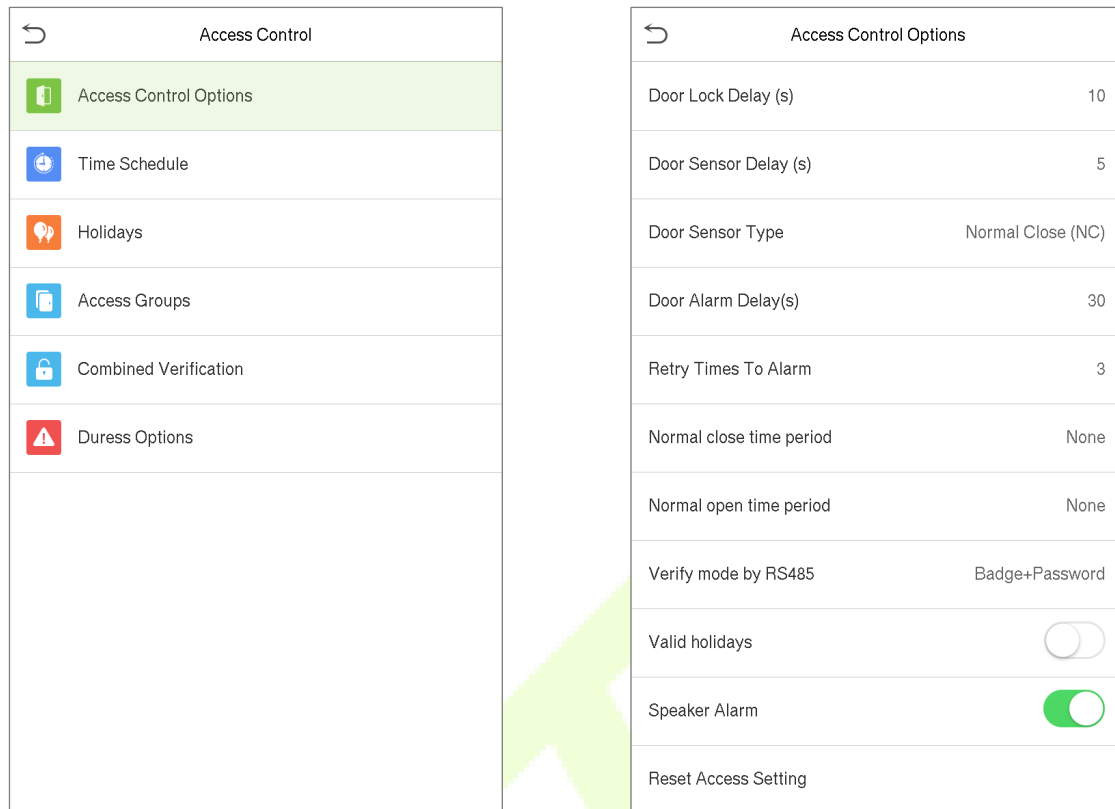 Access Control
Access Control Options
Time Schedule
Holidays
Access Groups
Combined Verification
Duress Options
Access Control Options
Door Lock Delay (s) 10
Door Sensor Delay (s) 5
Door Sensor Type Normal Close (NC)
Door Alarm Delay(s) 30
Retry Times To Alarm 3
Normal close time period None
Normal open time period None
Verify mode by RS485 Badge+Password
Valid holidays
Speaker Alarm
Reset Access Setting